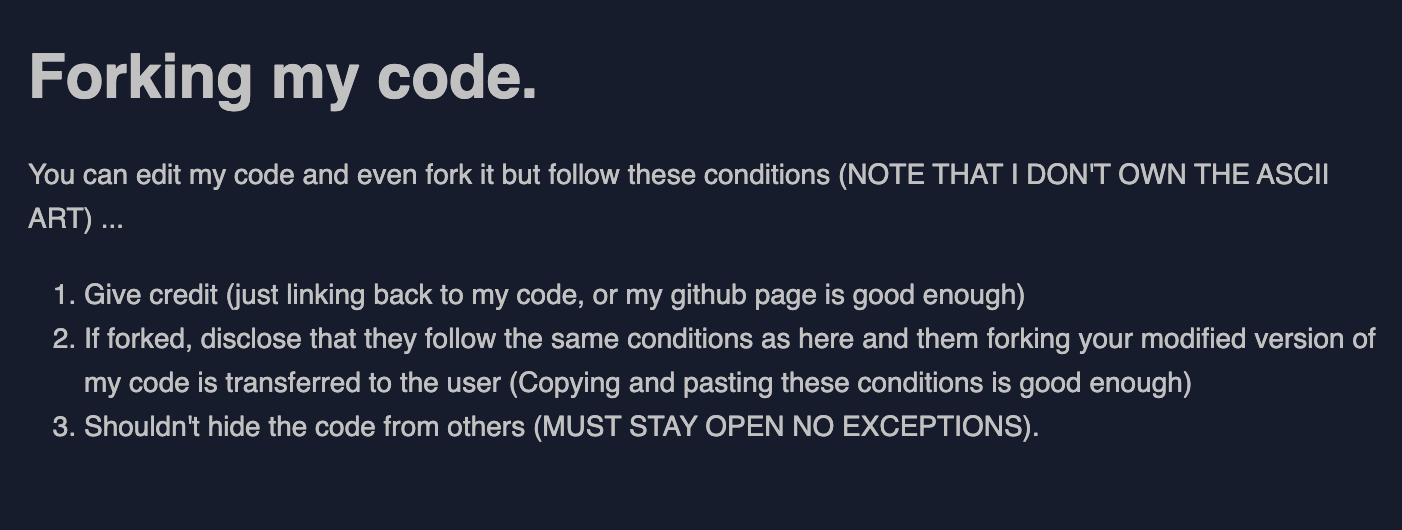 Forking my code.
You can edit my code and even fork it but follow these conditions (NOTE THAT I DON'T OWN THE ASCII
ART) ...
1. Give credit (just linking back to my code, or my github page is good enough)
2. If forked, disclose that they follow the same conditions as here and them forking your modified version of
my code is transferred to the user (Copying and pasting these conditions is good enough)
3. Shouldn't hide the code from others (MUST STAY OPEN NO EXCEPTIONS).